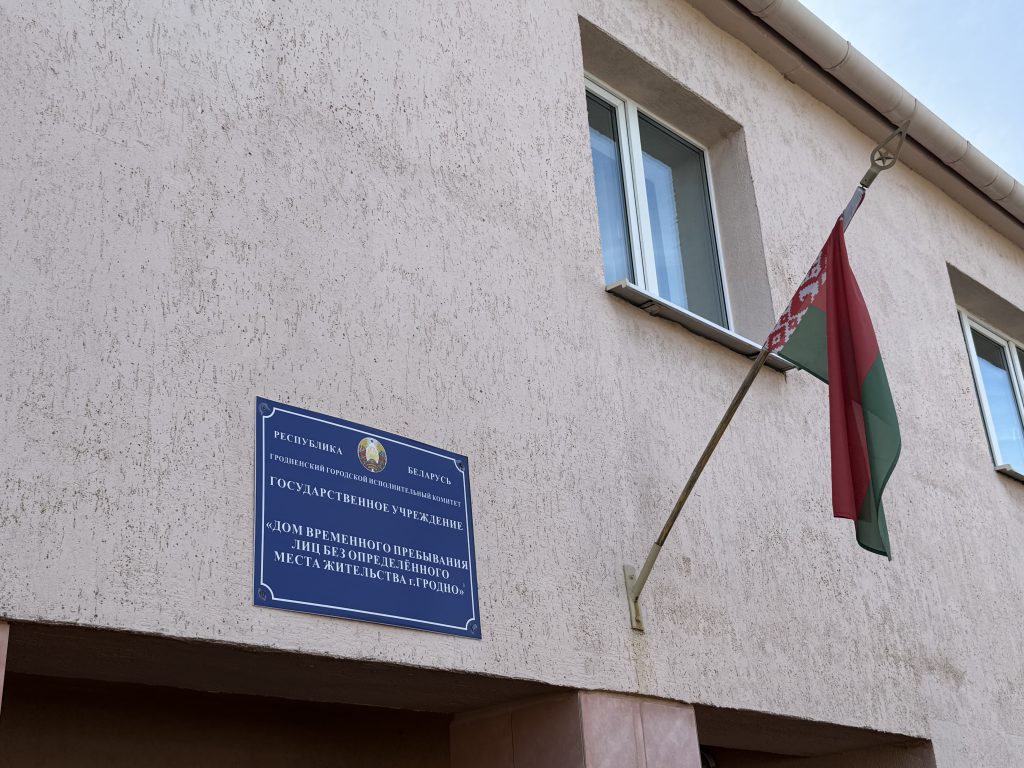 РЕСПУБЛИКА БЕЛАРУСЬ
ГРОДНЕНСКИЙ ГОРОДСКОЙ ИСПОЛНИТЕЛЬНЫЙ КОМИТЕТ
ГОСУДАРСТВЕННОЕ УЧРЕЖДЕНИЕ
«ДОМ ВРЕМЕННОГО ПРЕБЫВАНИЯ
ЛИЦ БЕЗ ОПРЕДЕЛЁННОГО
МЕСТА ЖИТЕЛЬСТВА г.ГРОДНО»